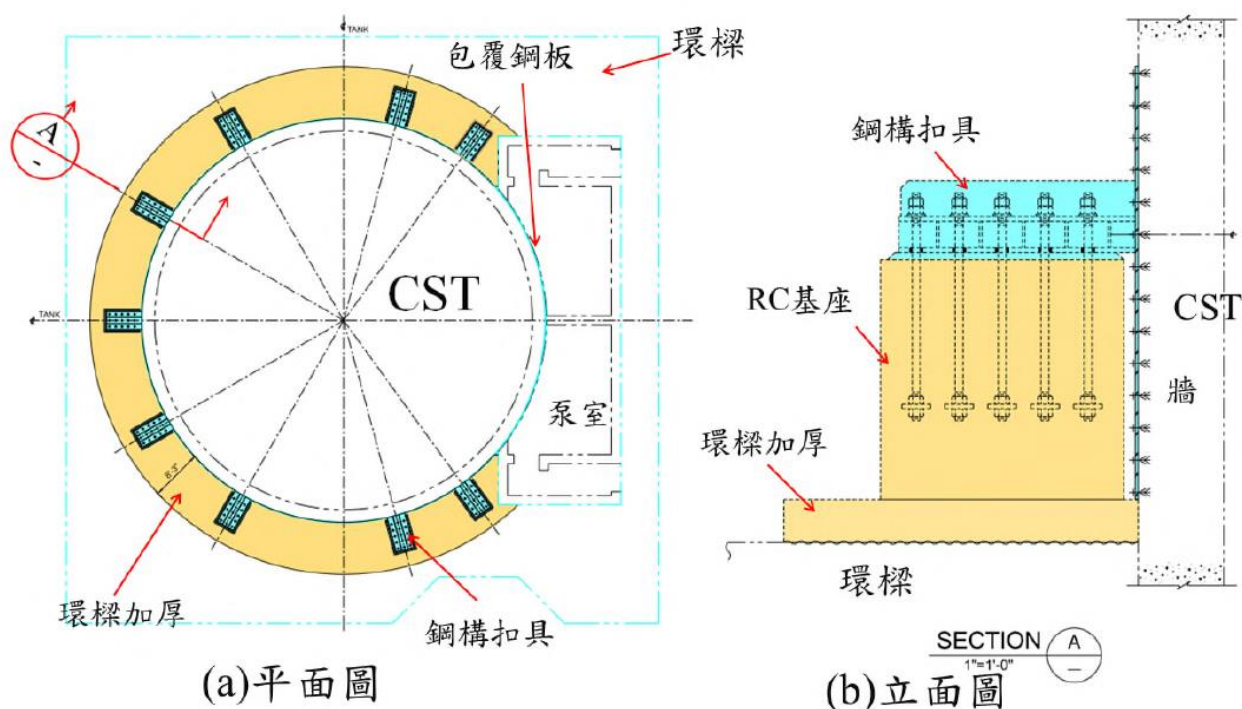 TANK
環樑
包覆鋼板
A
-
CST
TANK
泵室
8'-3"
環樑加厚
鋼構扣具
(a)平面圖
鋼構扣具
RC基座
CST
牆
環樑加厚
環樑
SECTION
A
1"=1'-0"
(b)立面圖